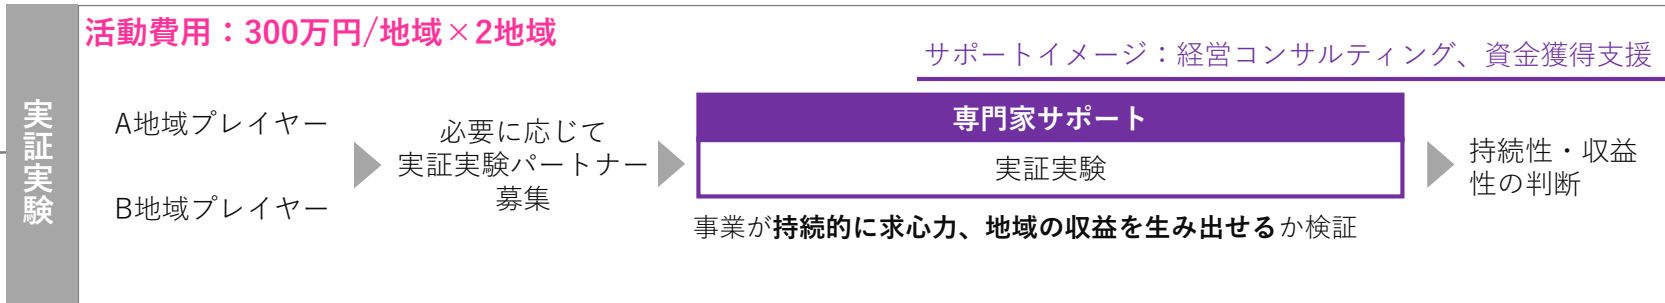 実証実験
活動費用：300万円/地域×2地域
サポートイメージ：経営コンサルティング、資金獲得支援
A地域プレイヤー
B地域プレイヤー
必要に応じて
実証実験パートナー
募集
専門家サポート
実証実験
事業が持続的に求心力、地域の収益を生み出せるか検証
持続性・収益
性の判断